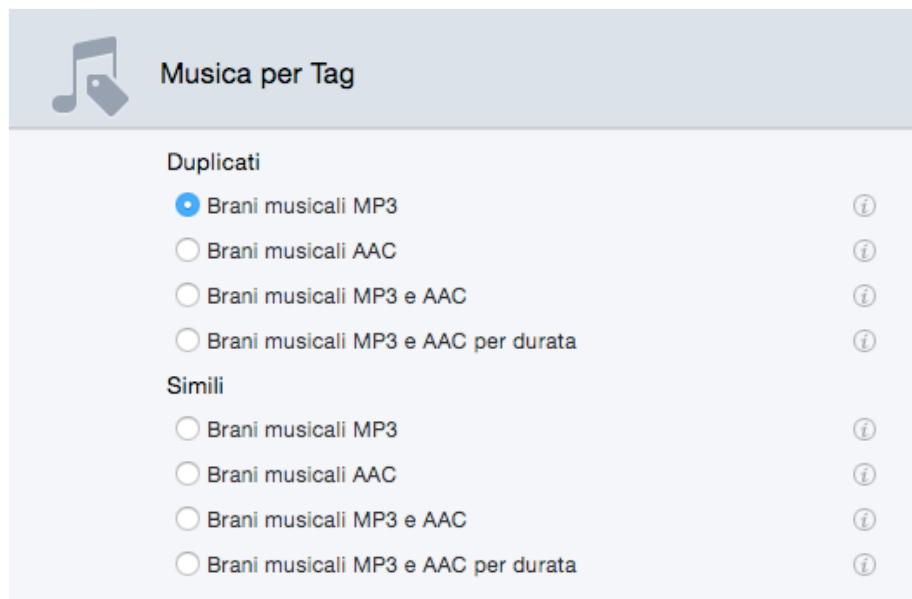 Musica per Tag
Duplicati
Brani musicali MP3
Brani musicali AAC
Brani musicali MP3 e AAC
Brani musicali MP3 e AAC per durata
Simili
Brani musicali MP3
Brani musicali AAC
Brani musicali MP3 e AAC
Brani musicali MP3 e AAC per durata